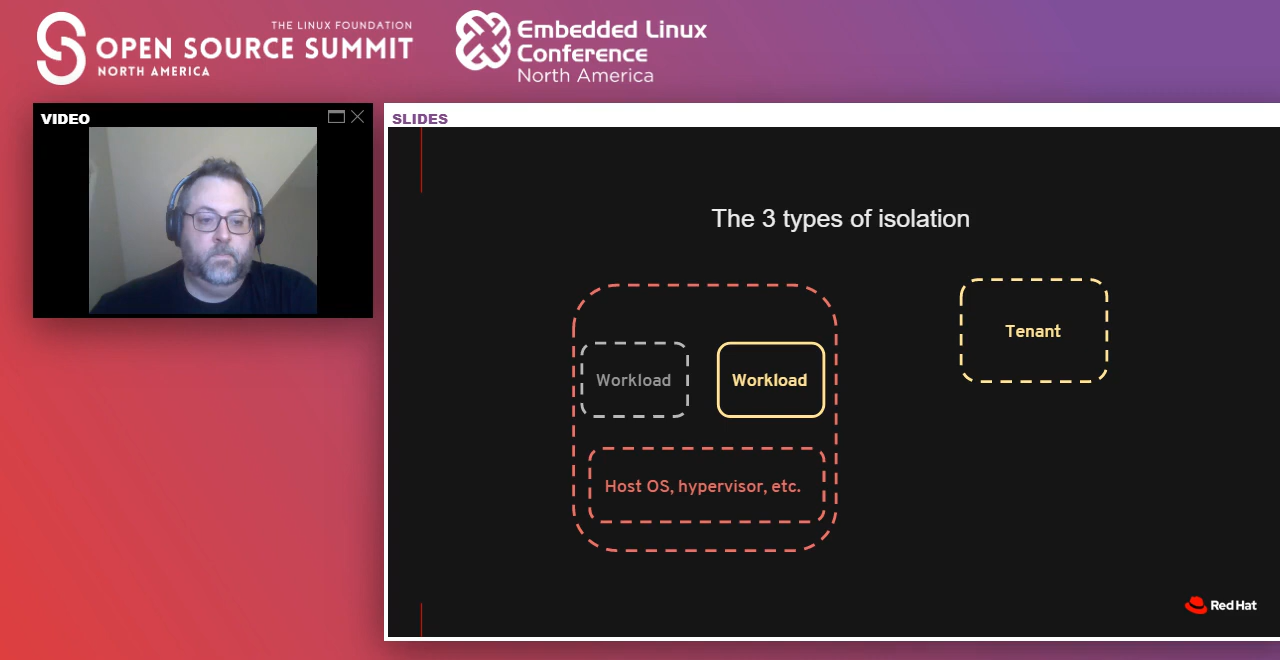 THE LINUX FOUNDATION
OPEN SOURCE SUMMIT
NORTH AMERICA
Embedded Linux
Conference
North America
VIDEO
SLIDES
The 3 types of isolation
Tenant
Workload
Workload
Host OS, hypervisor, etc.
Red Hat